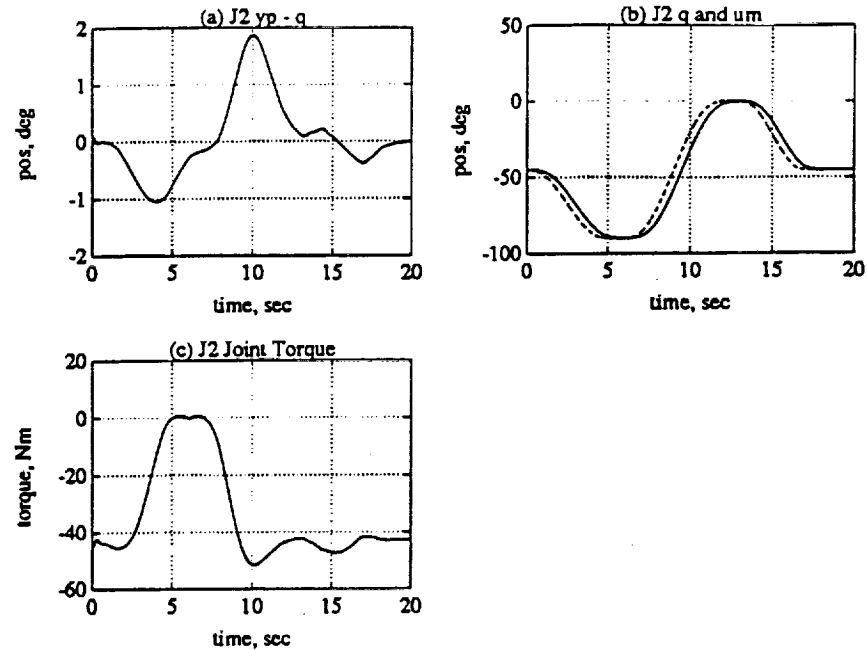 (a) J2 yp - q
2
1
0
-1
-2
pos, deg
0 5 10 15 20
time, sec
(b) J2 q and um
50
0
-50
-100
pos, deg
0 5 10 15 20
time, sec
(c) J2 Joint Torque
20
0
-20
-40
-60
torque, Nm
0 5 10 15 20
time, sec